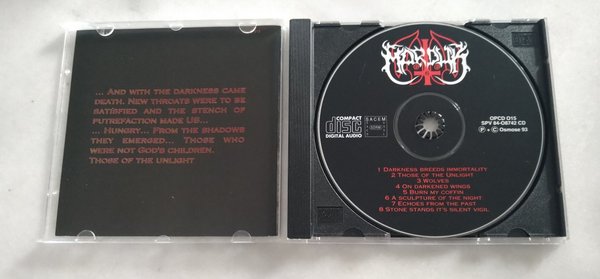 ... And with the darkness came
death. New throats were to be
satisfied and the stench of
putrefaction made us...
... Hungry... From the shadows
they emerged... Those who
were not God's children.
Those of the unlight
MARDUK
COMPACT
disc
DIGITAL AUDIO
SACEM
OPCD 015
SPV 84-08742 CD
P + C Osmose 93
1 Darkness breeds immortality
2 Those of the Unlight
3 Wolves
4 On darkened wings
5 Burn my coffin
6 A sculpture of the night
7 Echoes from the past
8 Stone stands it's silent vigil